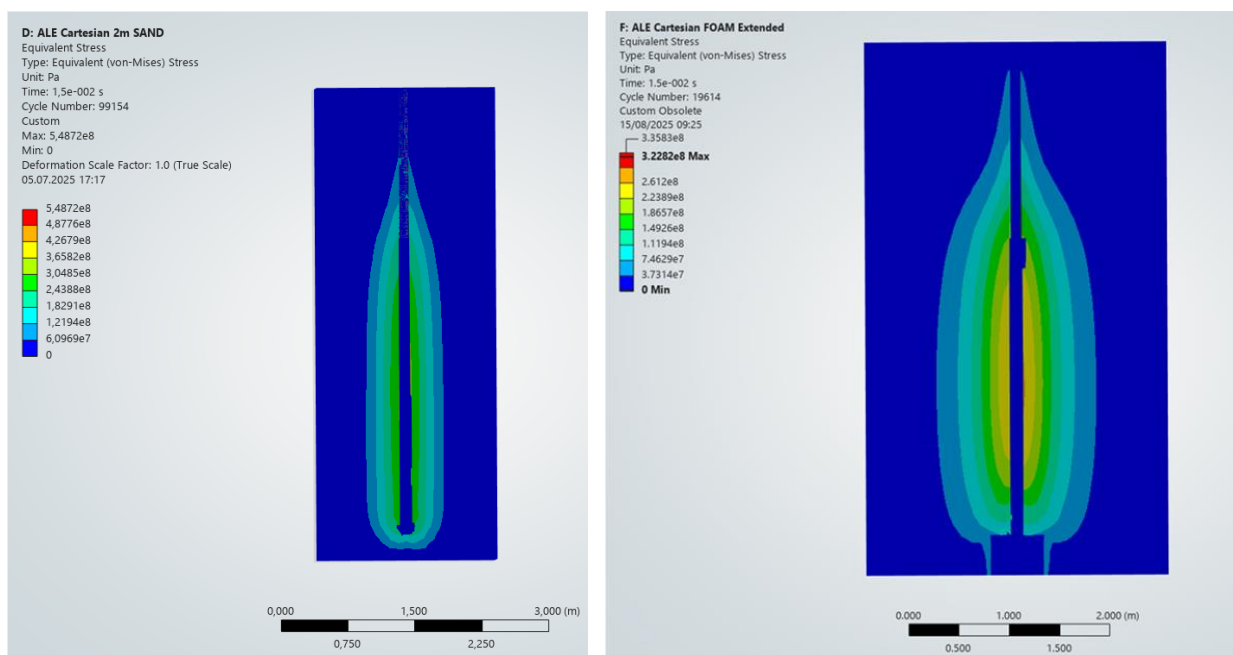 D: ALE Cartesian 2m SAND
Equivalent Stress
Type: Equivalent (von-Mises) Stress
Unit: Pa
Time: 1,5e-002 s
Cycle Number: 99154
Custom
Max: 5,4872e8
Min: 0
Deformation Scale Factor: 1.0 (True Scale)
05.07.2025 17:17
5,4872e8
4,8776e8
4,2679e8
3,6582e8
3,0485e8
2,4388e8
1,8291e8
1,2194e8
6,0969e7
0
0,000 1,500 3,000 (m)
0,750 2,250
F: ALE Cartesian FOAM Extended
Equivalent Stress
Type: Equivalent (von-Mises) Stress
Unit: Pa
Time: 1.5e-002 s
Cycle Number: 19614
Custom Obsolete
15/08/2025 09:25
3.3583e8
3.2282e8 Max
2.612e8
2.2389e8
1.8657e8
1.4926e8
1.1194e8
7.4629e7
3.7314e7
0 Min
0.000 1.000 2.000 (m)
0.500 1.500